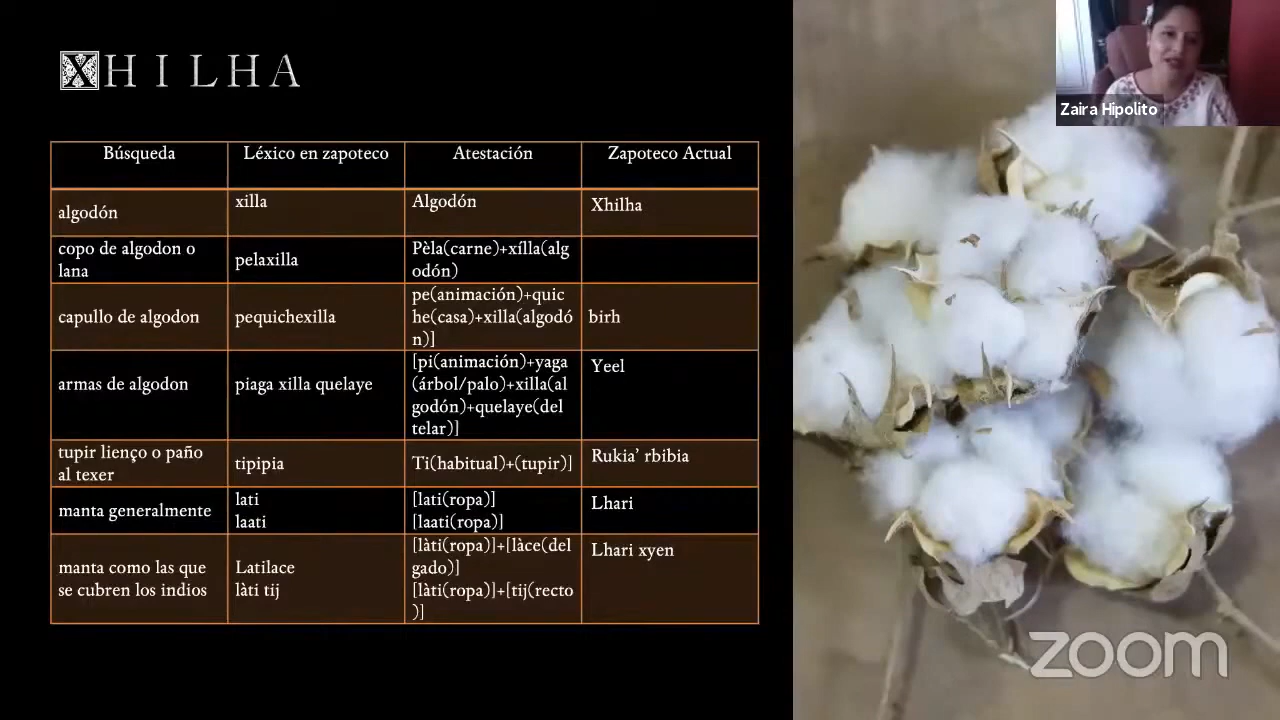 XHILHA
Búsqueda Léxico en zapoteco Atestación Zapoteco Actual
algodón
xilla
Algodón
Xhilha
copo de algodon o
lana
pelaxilla
Pèla(carne)+xílla(alg
odón)
capullo de algodon
pequichexilla
pe(animación)+quic
he(casa)+xilla(algodó
n)]
birh
armas de algodon
piaga xilla quelaye
[pi(animación)+yaga
(árbol/palo)+xilla(al
godón)+quelaye(del
telar)]
Yeel
tupir lienço o paño
al texer
tipipia
Ti(habitual)+(tupir)]
Rukia’ rbibia
manta generalmente
lati
laati
[lati(ropa)]
[laati(ropa)]
Lhari
manta como las que
se cubren los indios
Latilace
làti tij
[làti(ropa)]+[làce(del
gado)]
[làti(ropa)]+[tij(recto
)]
Lhari xyen
Zaira Hipolito
zoom